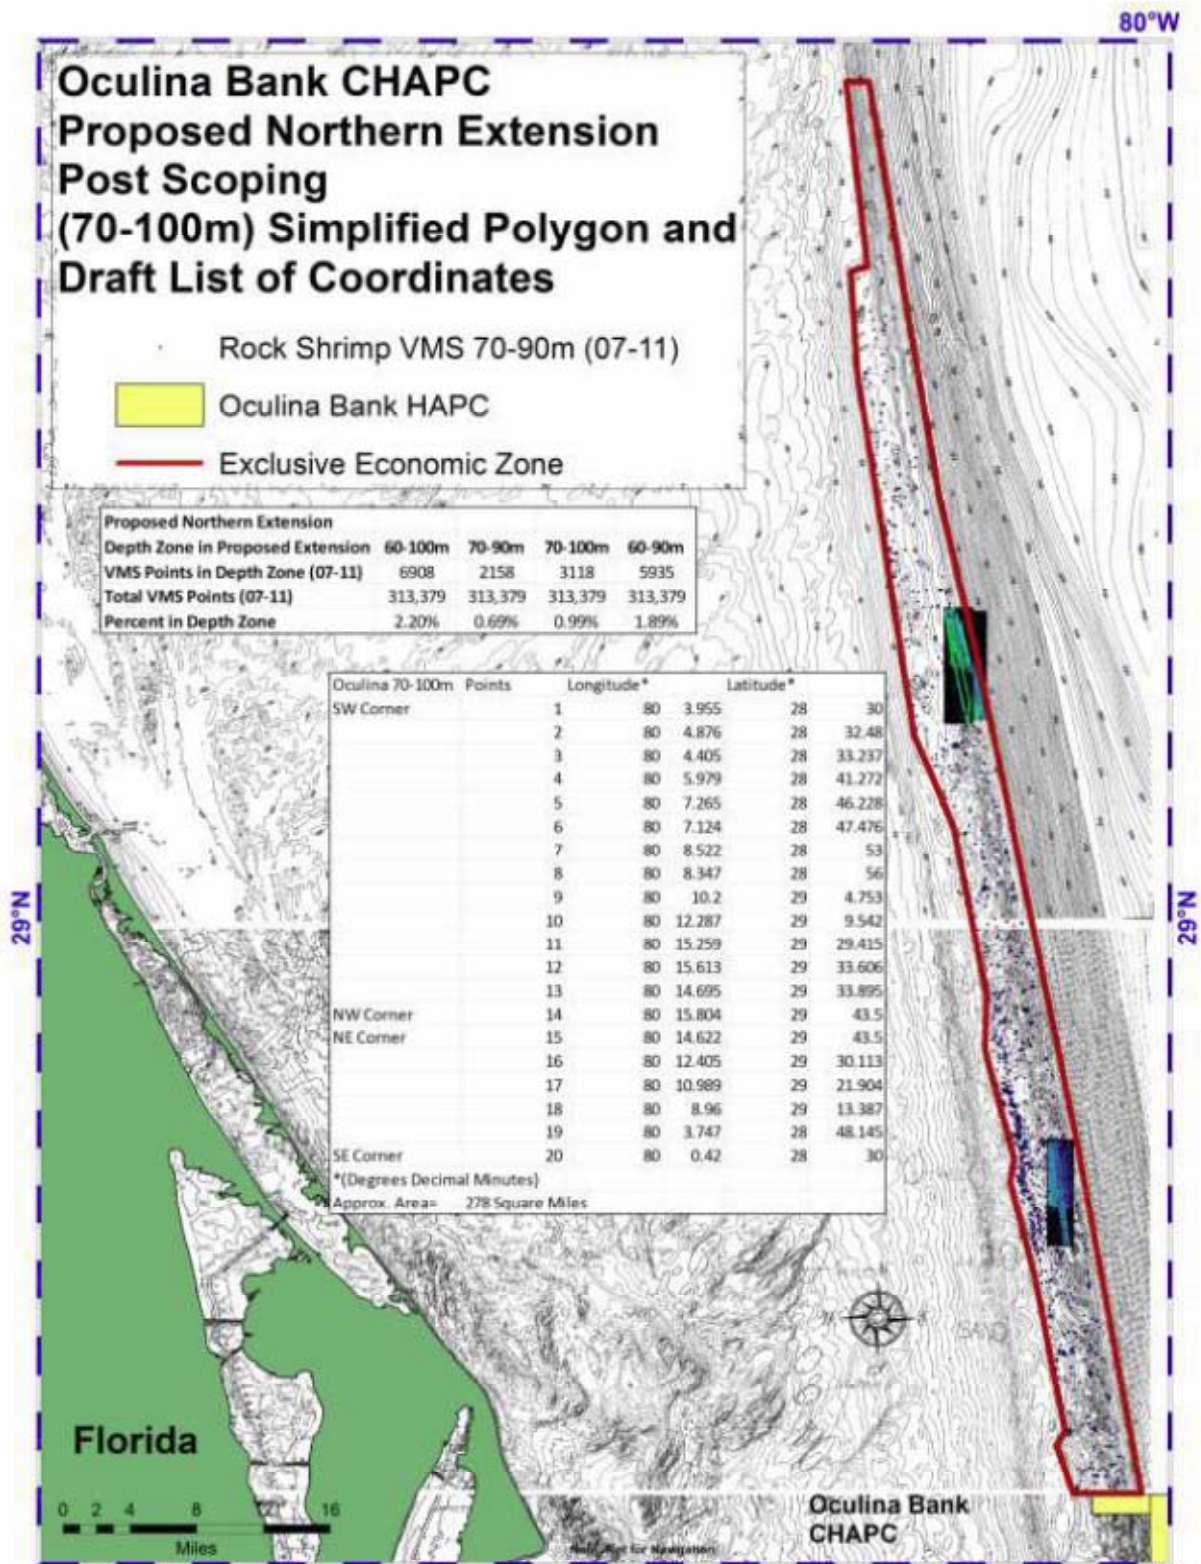 80°W
Oculina Bank CHAPC
Proposed Northern Extension
Post Scoping
(70-100m) Simplified Polygon and
Draft List of Coordinates
Rock Shrimp VMS 70-90m (07-11)
Oculina Bank HAPC
Exclusive Economic Zone
Proposed Northern Extension
Depth Zone in Proposed Extension 60-100m 70-90m 70-100m 60-90m
VMS Points in Depth Zone (07-11) 6908 2158 3118 5935
Total VMS Points (07-11) 313,379 313,379 313,379 313,379
Percent in Depth Zone 2.20% 0.69% 0.99% 1.89%
Oculina 70-100m Points Longitude* Latitude*
SW Corner 1 80 3.955 28 30
2 80 4.876 28 32.48
3 80 4.405 28 33.237
4 80 5.979 28 41.272
5 80 7.265 28 46.228
6 80 7.124 28 47.476
7 80 8.522 28 53
8 80 8.347 28 56
9 80 10.2 29 4.753
10 80 12.287 29 9.542
11 80 15.259 29 29.415
12 80 15.613 29 33.606
13 80 14.695 29 33.895
NW Corner 14 80 15.804 29 43.5
NE Corner 15 80 14.622 29 43.5
16 80 12.405 29 30.113
17 80 10.989 29 21.904
18 80 8.96 29 13.387
19 80 3.747 28 48.145
SE Corner 20 80 0.42 28 30
*(Degrees Decimal Minutes)
Approx. Area= 278 Square Miles
29°N
29°N
SAND
Florida
0 2 4 8 12 16
Miles
Oculina Bank
CHAPC
Note: Not for Navigation